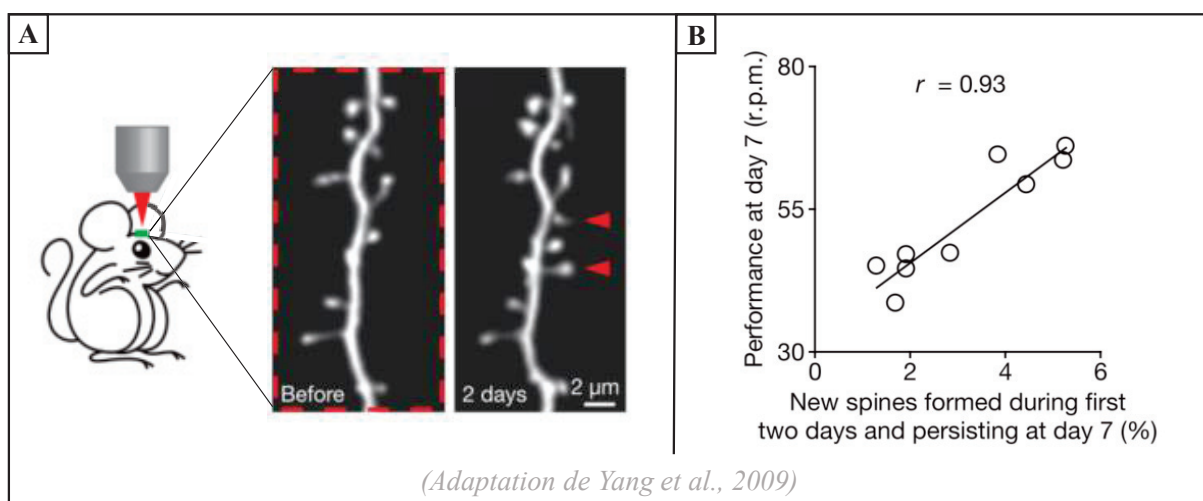 A
Before
2 days
2 µm
B
r = 0.93
Performance at day 7 (r.p.m.)
80
55
30
0
2
4
6
New spines formed during first
two days and persisting at day 7 (%)
(Adaptation de Yang et al., 2009)